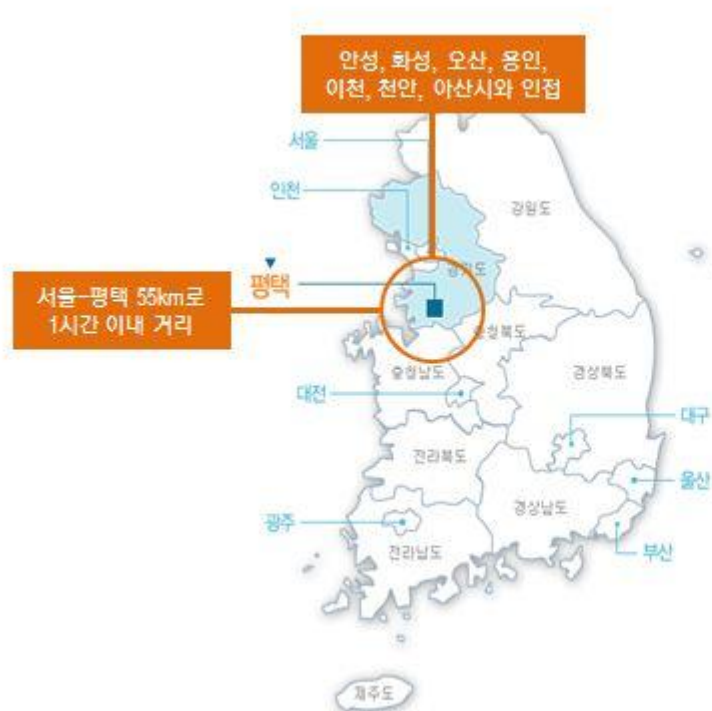 안성, 화성, 오산, 용인,
이천, 천안, 아산시와 인접
서울
인천
강원도
경기도
평택
서울-평택 55km로
1시간 이내 거리
충청북도
충청남도
경상북도
대전
대구
전라북도
울산
경상남도
광주
부산
전라남도
제주도